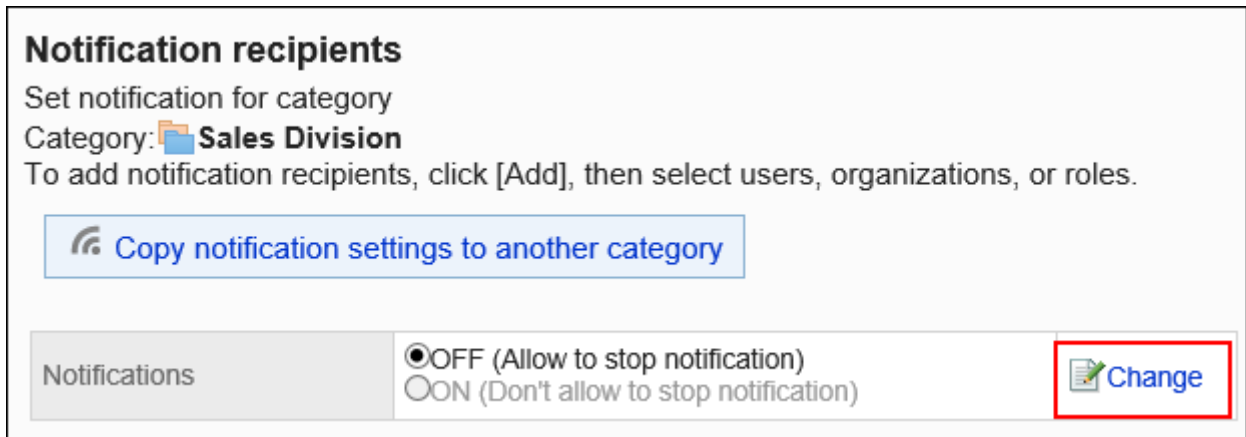 Notification recipients
Set notification for category
Category: Sales Division
To add notification recipients, click [Add], then select users, organizations, or roles.
Copy notification settings to another category
Notifications
OFF (Allow to stop notification)
ON (Don't allow to stop notification)
Change